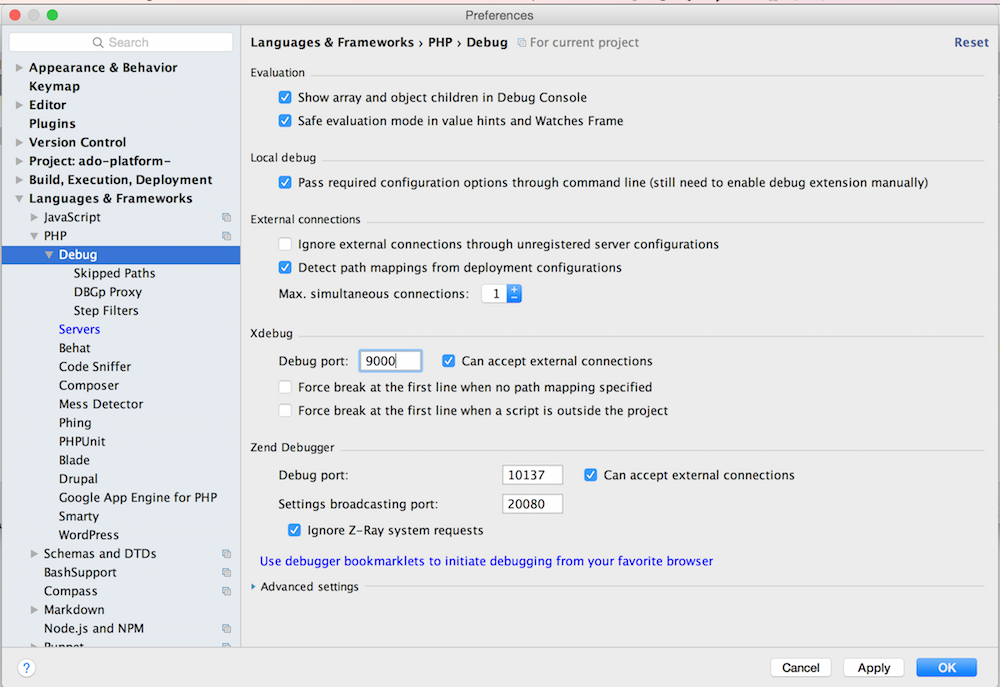 Preferences
Search
Appearance & Behavior
Keymap
Editor
Plugins
Version Control
Project: ado-platform-
Build, Execution, Deployment
Languages & Frameworks
JavaScript
PHP
Debug
Skipped Paths
DBGp Proxy
Step Filters
Servers
Behat
Code Sniffer
Composer
Mess Detector
Phing
PHPUnit
Blade
Drupal
Google App Engine for PHP
Smarty
WordPress
Schemas and DTDs
BashSupport
Compass
Markdown
Node.js and NPM
Puppet
Languages & Frameworks › PHP › Debug For current project Reset
Evaluation
Show array and object children in Debug Console
Safe evaluation mode in value hints and Watches Frame
Local debug
Pass required configuration options through command line (still need to enable debug extension manually)
External connections
Ignore external connections through unregistered server configurations
Detect path mappings from deployment configurations
Max. simultaneous connections: 1
Xdebug
Debug port: 9000 Can accept external connections
Force break at the first line when no path mapping specified
Force break at the first line when a script is outside the project
Zend Debugger
Debug port: 10137 Can accept external connections
Settings broadcasting port: 20080
Ignore Z-Ray system requests
Use debugger bookmarklets to initiate debugging from your favorite browser
Advanced settings
? Cancel Apply OK